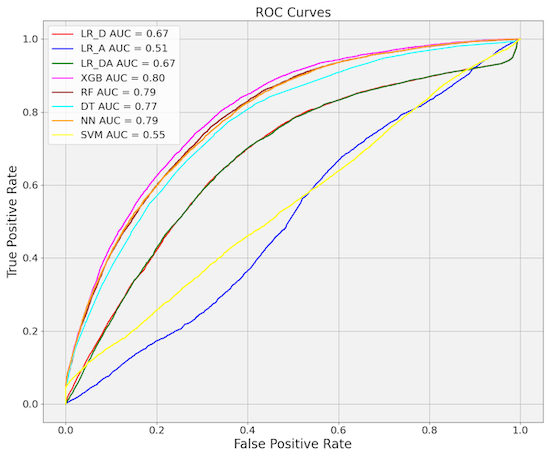 ROC Curves
LR_D AUC = 0.67
LR_A AUC = 0.51
LR_DA AUC = 0.67
XGB AUC = 0.80
RF AUC = 0.79
DT AUC = 0.77
NN AUC = 0.79
SVM AUC = 0.55
True Positive Rate
1.0
0.8
0.6
0.4
0.2
0.0
0.0 0.2 0.4 0.6 0.8 1.0
False Positive Rate